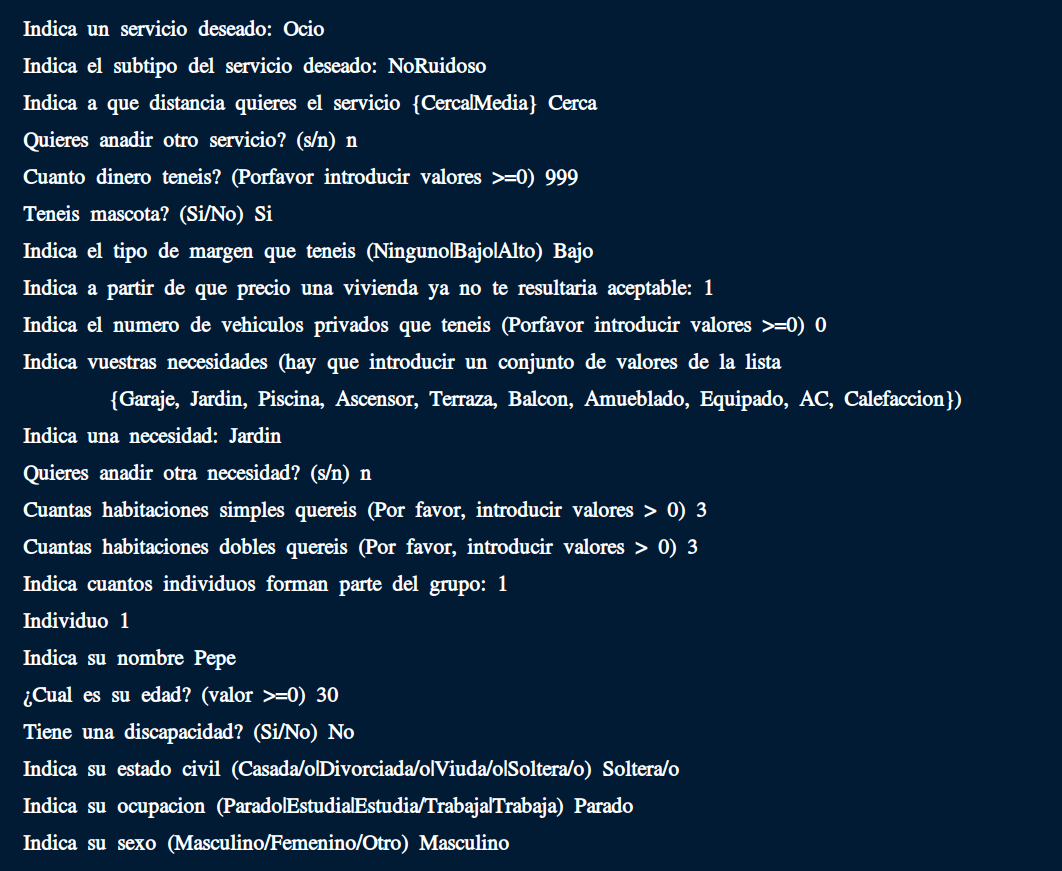 Indica un servicio deseado: Ocio
Indica el subtipo del servicio deseado: NoRuidoso
Indica a que distancia quieres el servicio {Cerca|Media} Cerca
Quieres anadir otro servicio? (s/n) n
Cuanto dinero teneis? (Porfavor introducir valores >=0) 999
Teneis mascota? (Si/No) Si
Indica el tipo de margen que teneis (Ninguno|Bajo|Alto) Bajo
Indica a partir de que precio una vivienda ya no te resultaria aceptable: 1
Indica el numero de vehiculos privados que teneis (Porfavor introducir valores >=0) 0
Indica vuestras necesidades (hay que introducir un conjunto de valores de la lista
{Garaje, Jardin, Piscina, Ascensor, Terraza, Balcon, Amueblado, Equipado, AC, Calefaccion})
Indica una necesidad: Jardin
Quieres anadir otra necesidad? (s/n) n
Cuantas habitaciones simples quereis (Por favor, introducir valores > 0) 3
Cuantas habitaciones dobles quereis (Por favor, introducir valores > 0) 3
Indica cuantos individuos forman parte del grupo: 1
Individuo 1
Indica su nombre Pepe
¿Cual es su edad? (valor >=0) 30
Tiene una discapacidad? (Si/No) No
Indica su estado civil (Casada/o|Divorciada/o|Viuda/o|Soltera/o) Soltera/o
Indica su ocupacion (Parado|Estudia|Estudia/Trabaja|Trabaja) Parado
Indica su sexo (Masculino/Femenino/Otro) Masculino